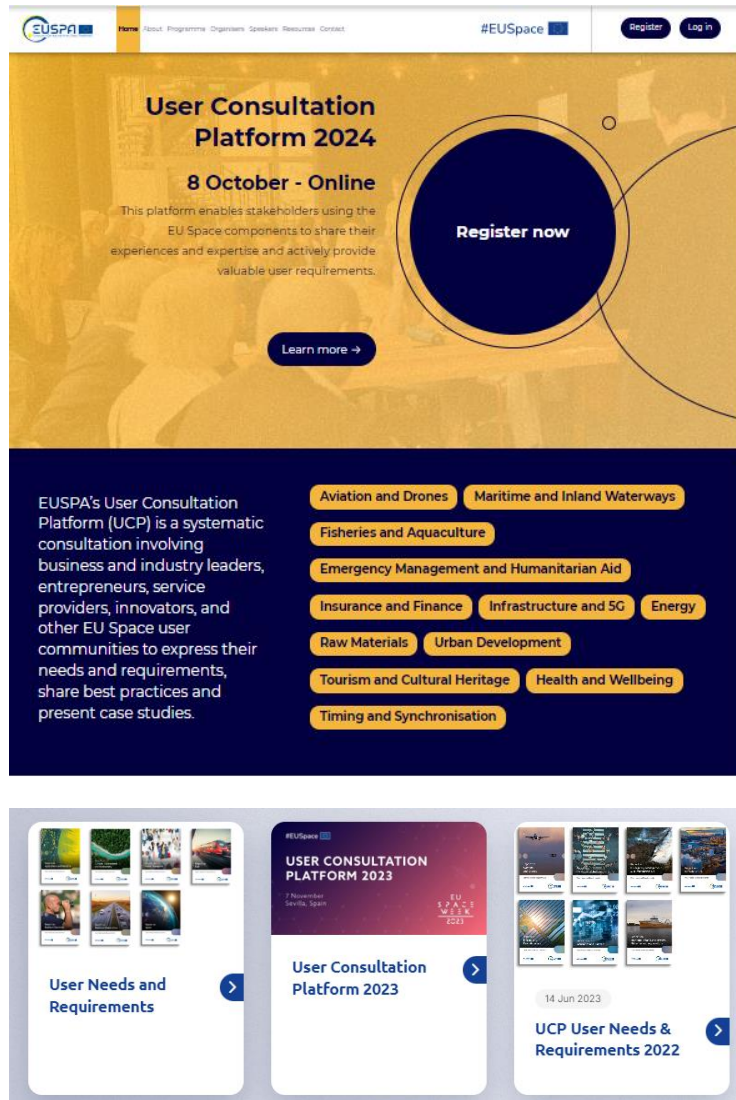 EUSPA
Home About Programme Organisers Speakers Resources Contact
#EUSpace
Register
Log in
User Consultation
Platform 2024
8 October - Online
This platform enables stakeholders using the
EU Space components to share their
experiences and expertise and actively provide
valuable user requirements.
Register now
Learn more →
EUSPA's User Consultation
Platform (UCP) is a systematic
consultation involving
business and industry leaders,
entrepreneurs, service
providers, innovators, and
other EU Space user
communities to express their
needs and requirements,
share best practices and
present case studies.
Aviation and Drones
Maritime and Inland Waterways
Fisheries and Aquaculture
Emergency Management and Humanitarian Aid
Insurance and Finance
Infrastructure and 5G
Energy
Raw Materials
Urban Development
Tourism and Cultural Heritage
Health and Wellbeing
Timing and Synchronisation
User Needs and
Requirements
#EUSpace
USER CONSULTATION
PLATFORM 2023
7 November
Sevilla, Spain
EU
SPACE
WEEK
2023
User Consultation
Platform 2023
14 Jun 2023
UCP User Needs &
Requirements 2022